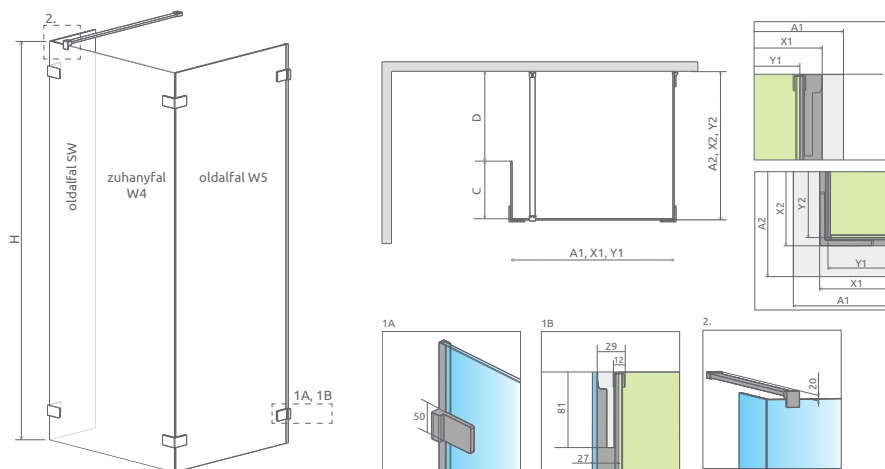 2.
oldalfal SW
zuhanyfal
W4
oldalfal W5
H
1A, 1B
D
C
A2, X2, Y2
A1, X1, Y1
A1
X1
Y1
A2
X2
Y2
Y1
X1
A1
1A
50
1B
29
12
81
27
2.
20